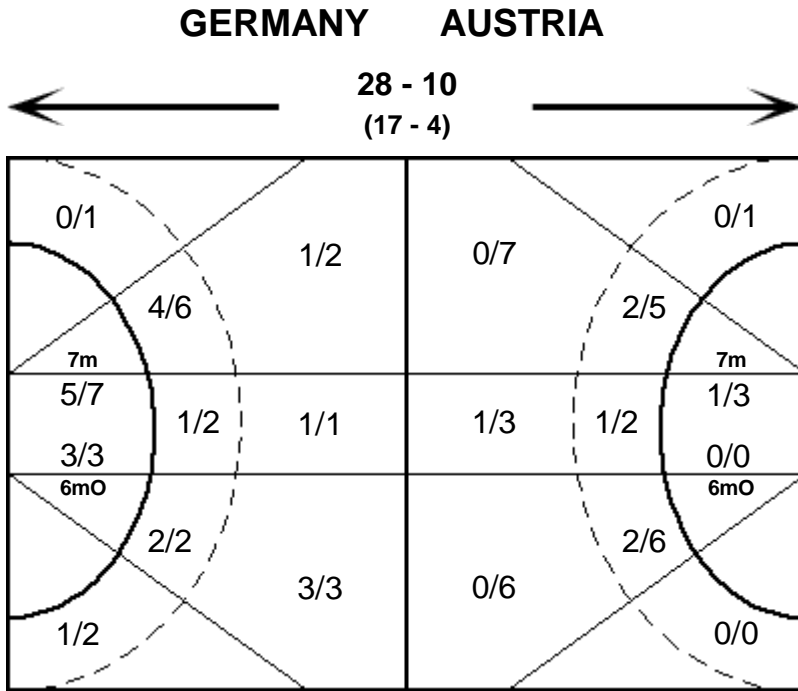 GERMANY AUSTRIA
28 - 10
(17 - 4)
0/1 0/1
1/2 0/7
4/6 2/5
7m 7m
5/7 1/3
1/2 1/1 1/3 1/2
3/3 0/0
6mO 6mO
2/2 2/6
3/3 0/6
1/2 0/0